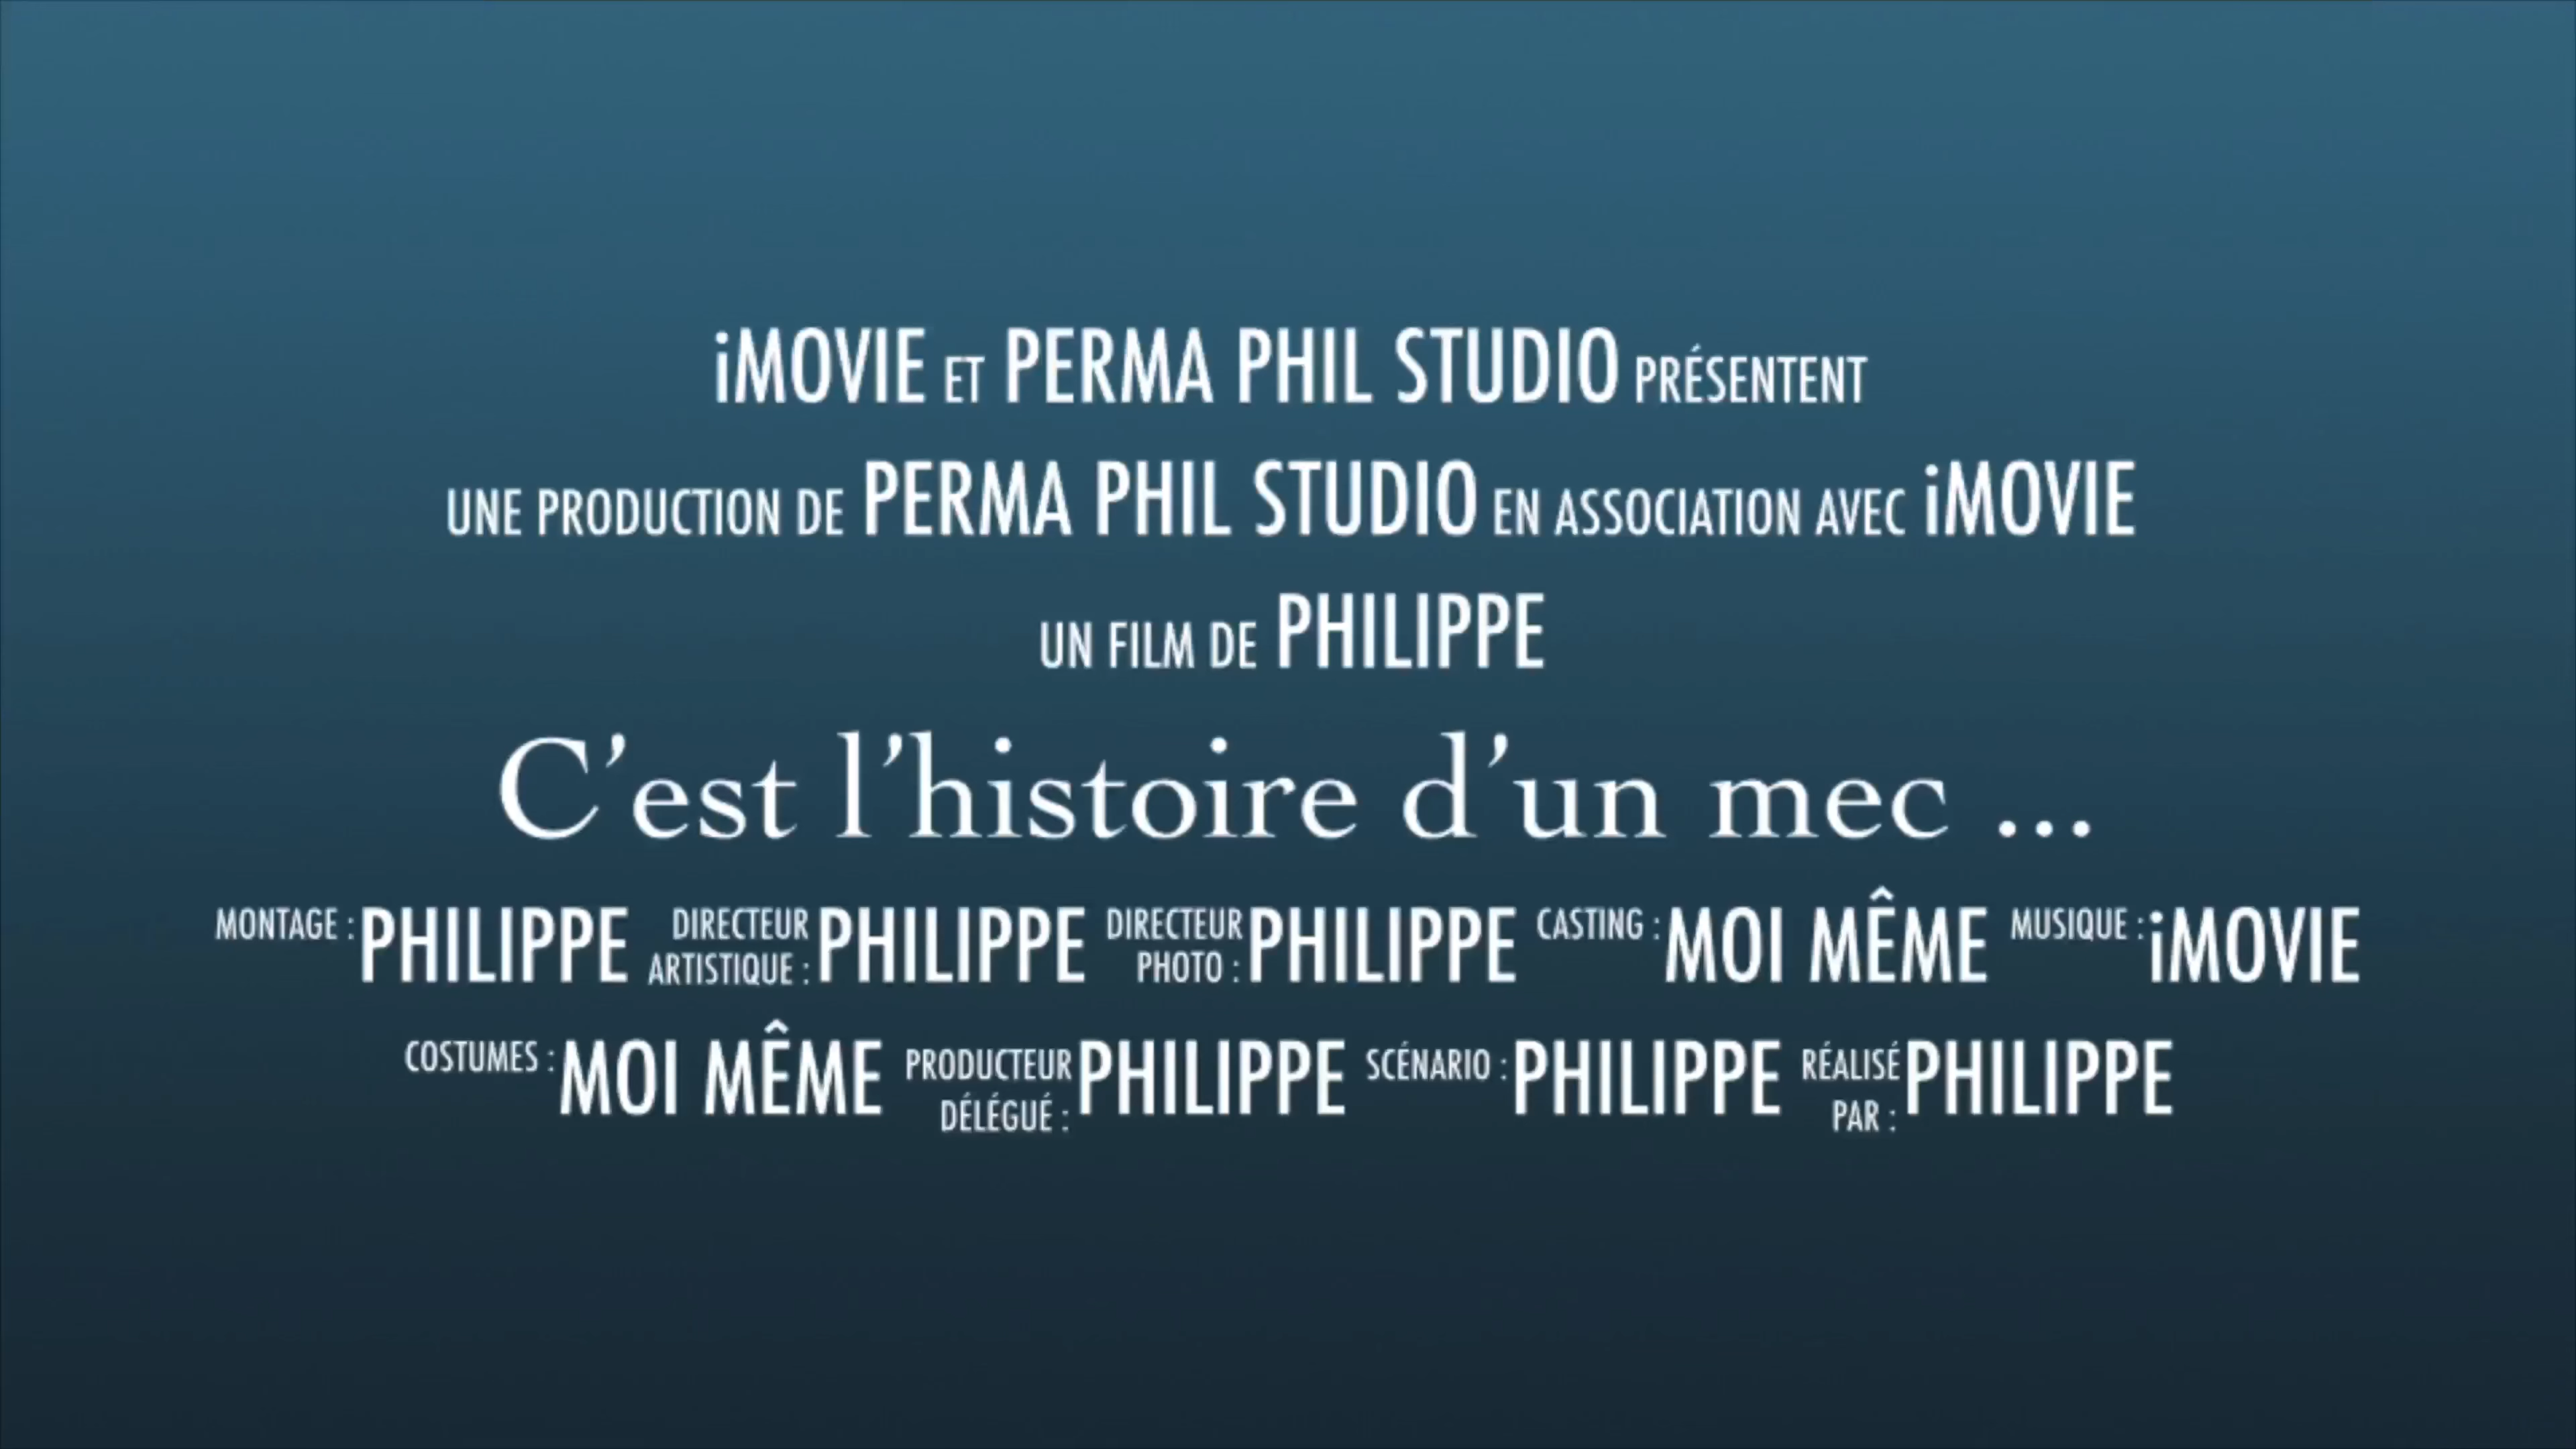 iMOVIE ET PERMA PHIL STUDIO PRÉSENTENT
UNE PRODUCTION DE PERMA PHIL STUDIO EN ASSOCIATION AVEC iMOVIE
UN FILM DE PHILIPPE
C’est l’histoire d’un mec ...
MONTAGE : PHILIPPE DIRECTEUR ARTISTIQUE : PHILIPPE DIRECTEUR PHOTO : PHILIPPE CASTING : MOI MÊME MUSIQUE : iMOVIE
COSTUMES : MOI MÊME PRODUCTEUR DÉLÉGUÉ : PHILIPPE SCÉNARIO : PHILIPPE RÉALISÉ PAR : PHILIPPE